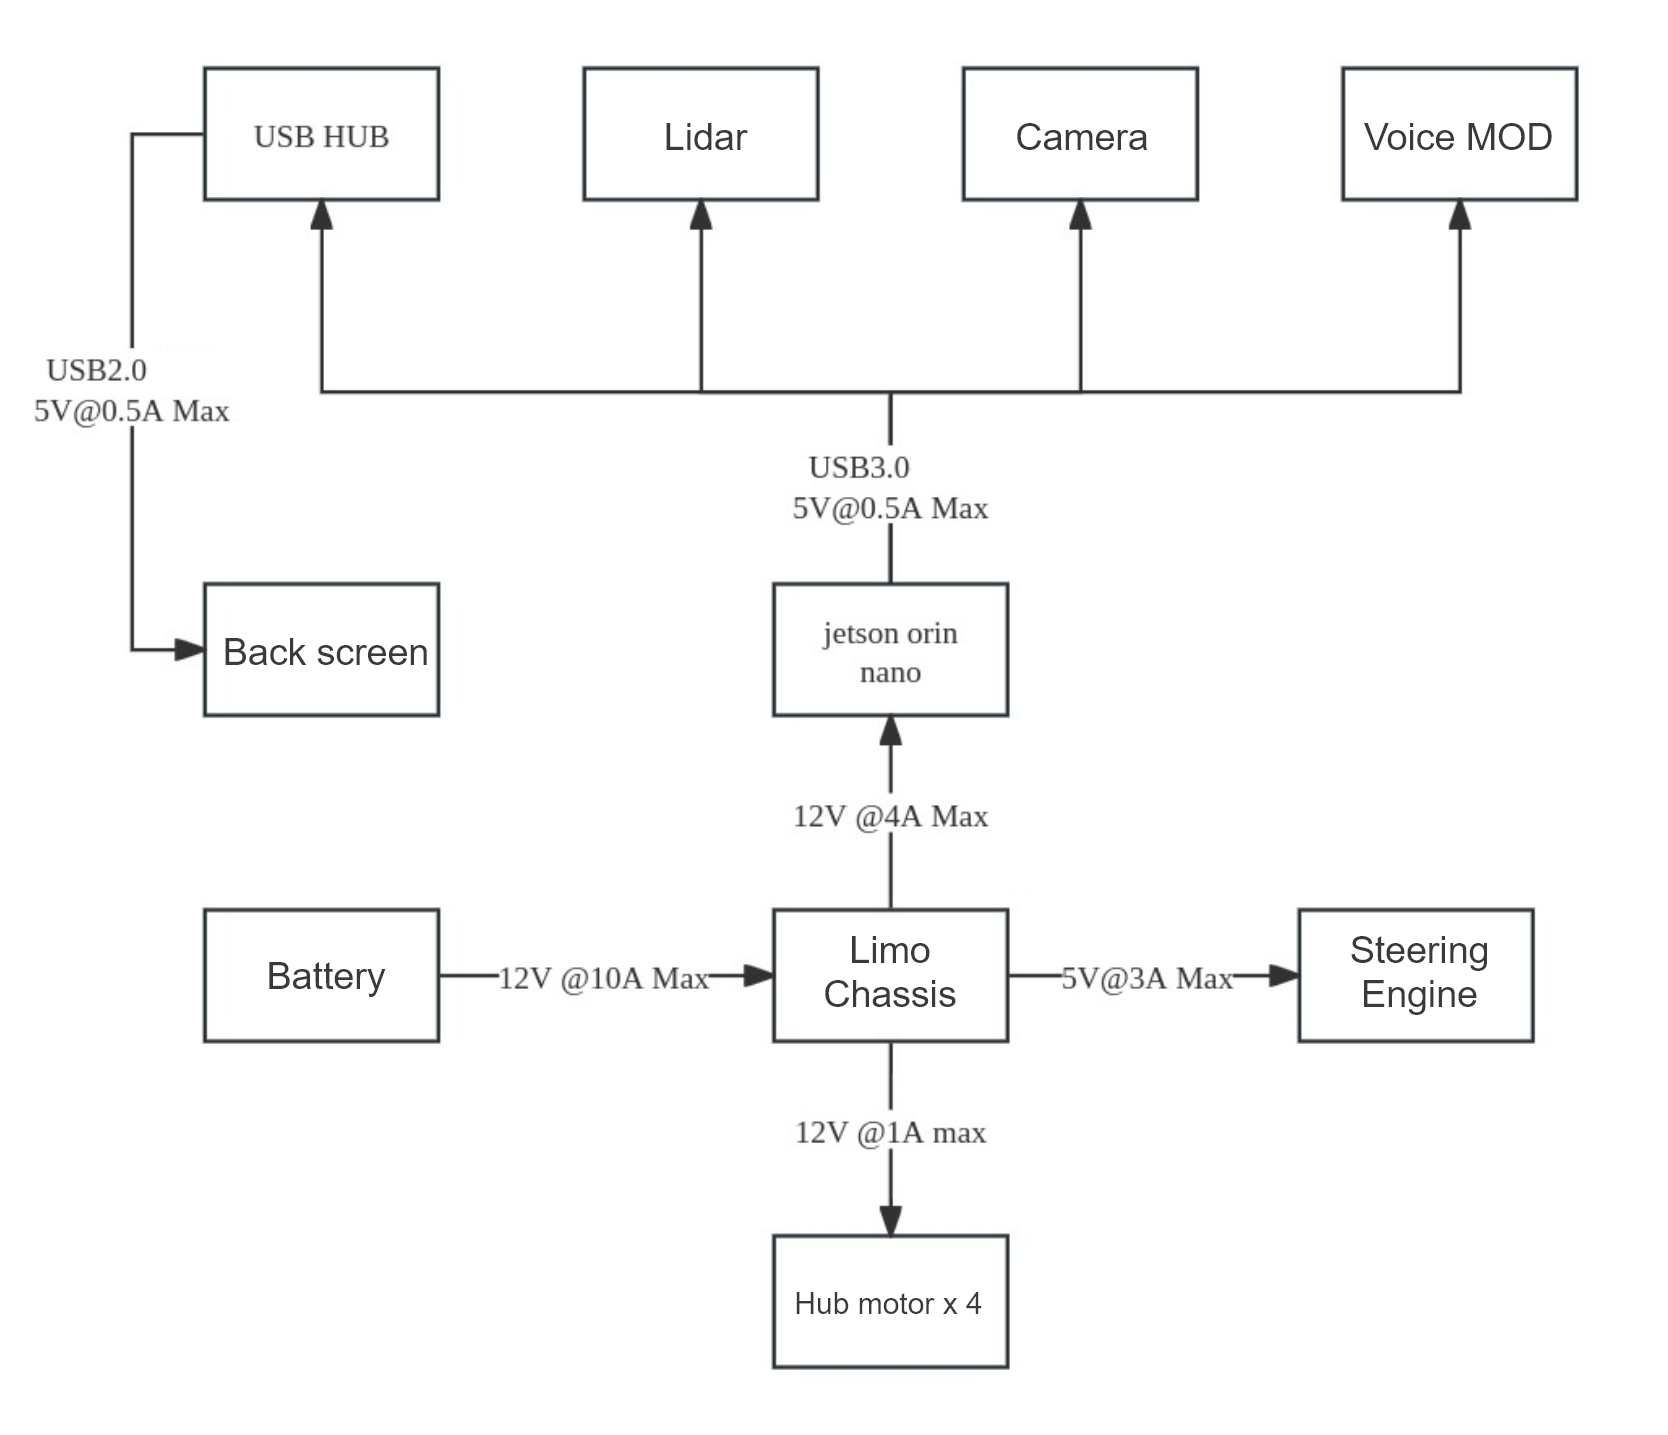 USB HUB
Lidar
Camera
Voice MOD
USB2.0
5V@0.5A Max
USB3.0
5V@0.5A Max
Back screen
jetson orin
nano
12V @4A Max
Battery
12V @10A Max
Limo
Chassis
5V@3A Max
Steering
Engine
12V @1A max
Hub motor x 4